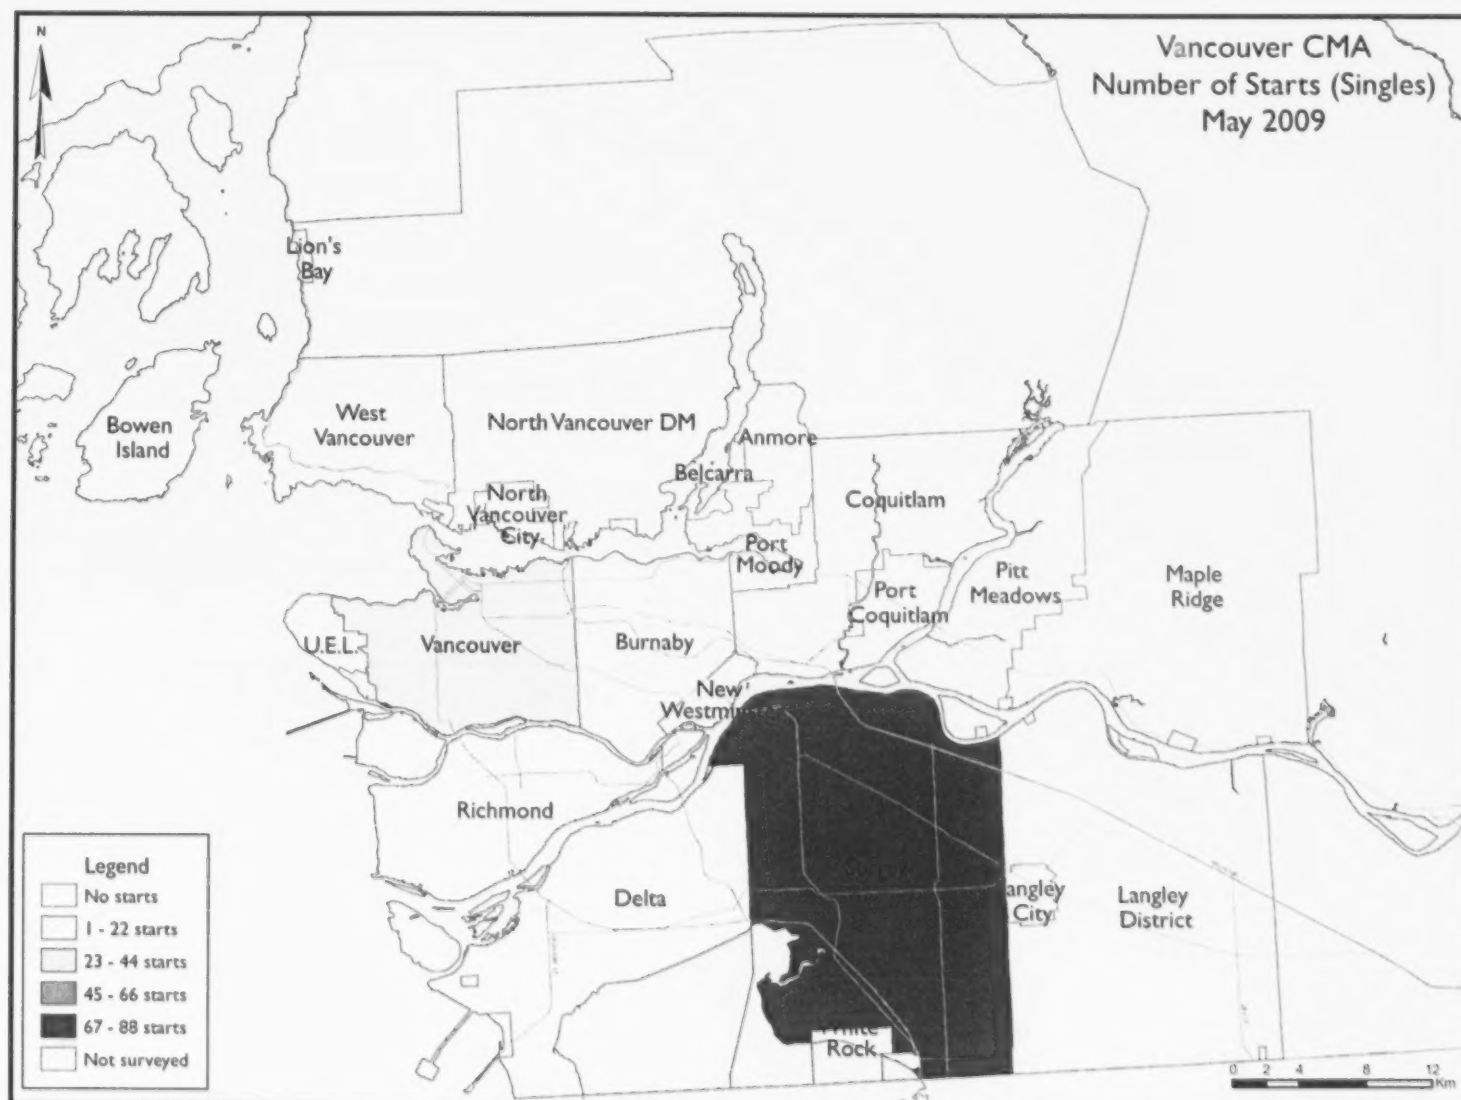 N
Vancouver CMA
Number of Starts (Singles)
May 2009
Lion's
Bay
Bowen
Island
West
Vancouver
North Vancouver DM
Anmore
Belcarra
North
Vancouver
City
Coquitlam
Port
Moody
Pitt
Meadows
Maple
Ridge
Port
Coquitlam
U.E.L.
Vancouver
Burnaby
New
Richmond
Delta
City
Langley
District
Rock
Legend
No starts
1 - 22 starts
23 - 44 starts
45 - 66 starts
67 - 88 starts
Not surveyed
0 2 4 8 12
Km